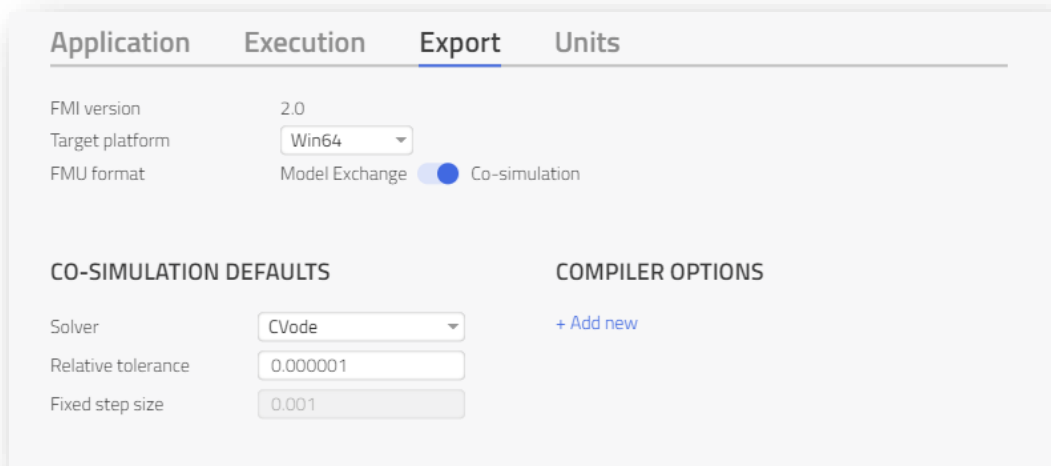 Application Execution Export Units
FMI version 2.0
Target platform Win64
FMU format Model Exchange Co-simulation
CO-SIMULATION DEFAULTS COMPILER OPTIONS
Solver CVode + Add new
Relative tolerance 0.000001
Fixed step size 0.001